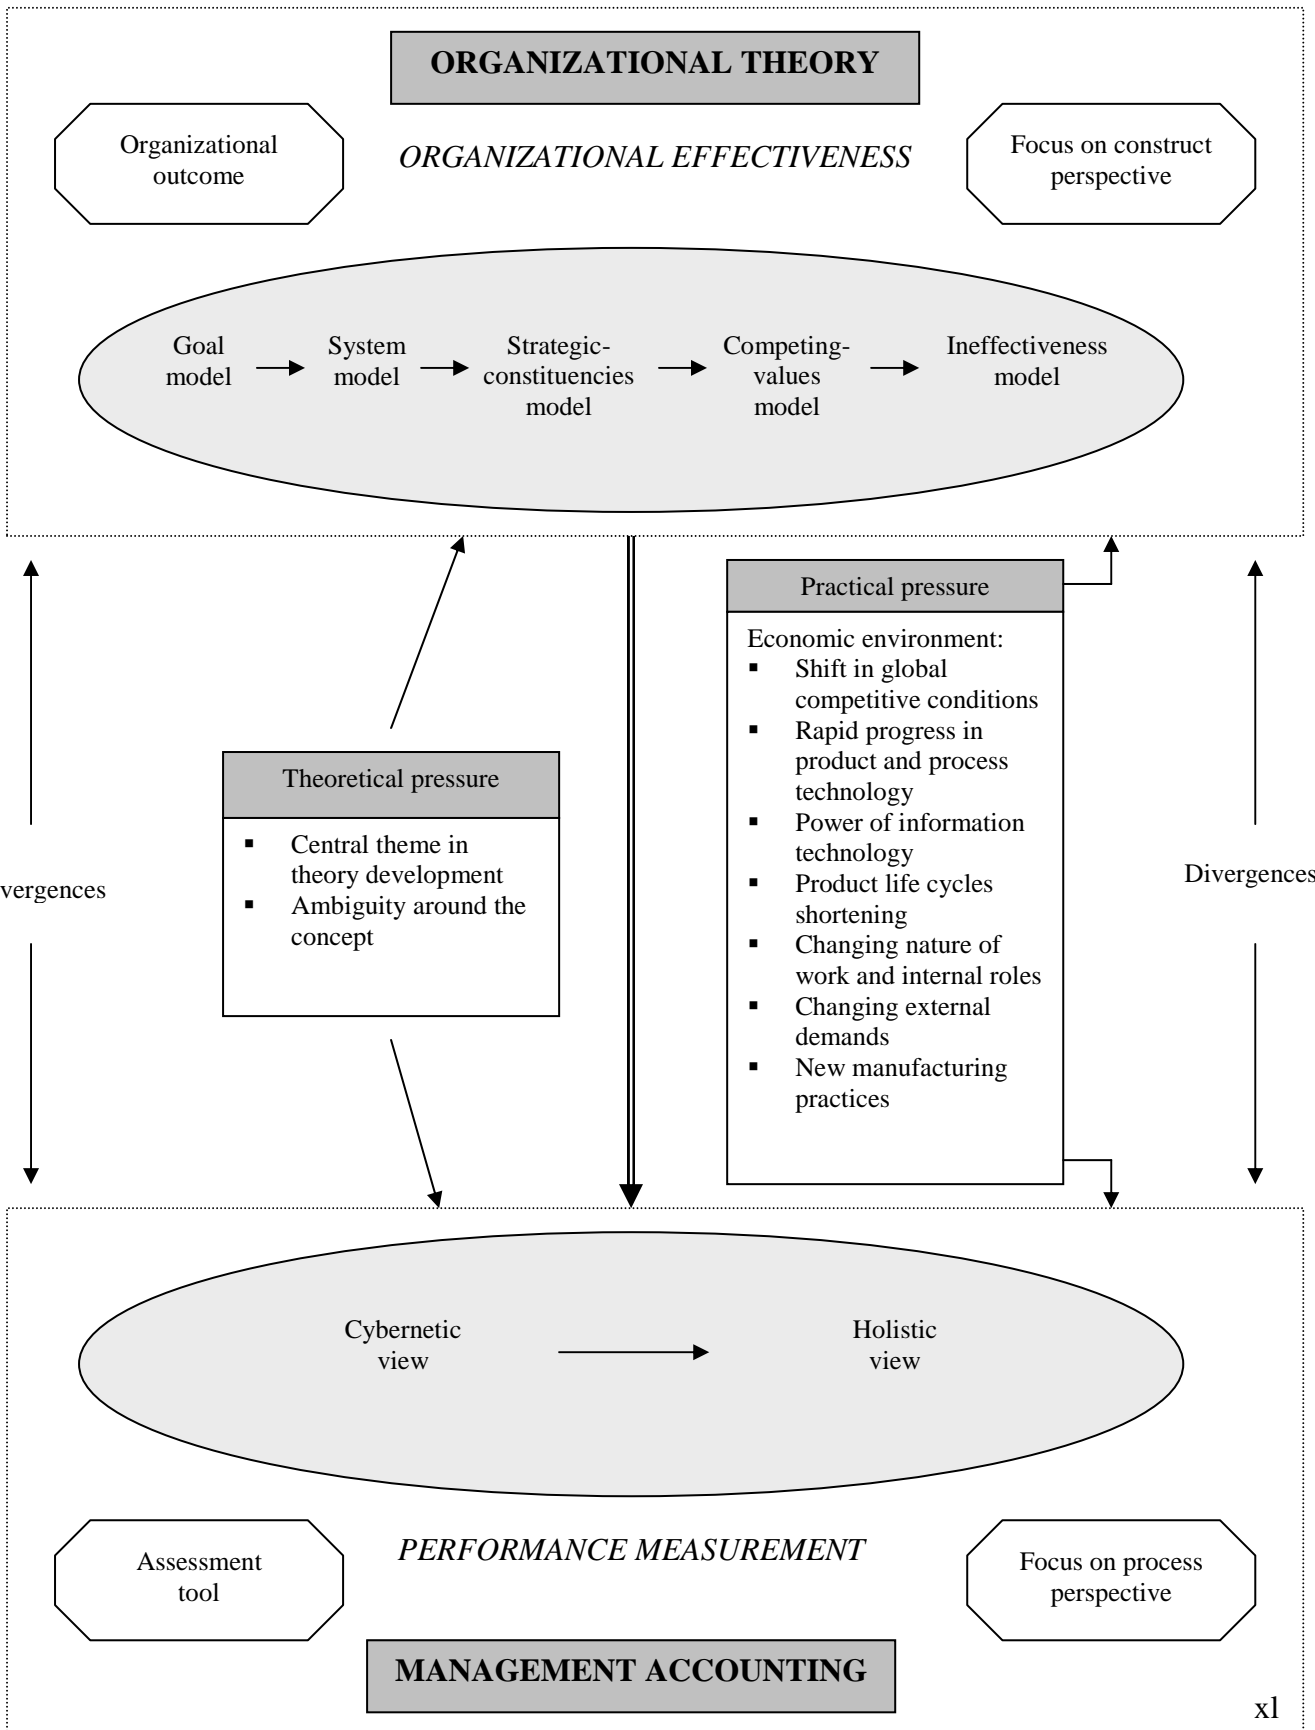 ORGANIZATIONAL THEORY
Organizational
outcome
ORGANIZATIONAL EFFECTIVENESS
Focus on construct
perspective
Goal
model
System
model
Strategic-
constituencies
model
Competing-
values
model
Ineffectiveness
model
Practical pressure
Economic environment:
▪ Shift in global
competitive conditions
▪ Rapid progress in
product and process
technology
▪ Power of information
technology
▪ Product life cycles
shortening
▪ Changing nature of
work and internal roles
▪ Changing external
demands
▪ New manufacturing
practices
Theoretical pressure
▪ Central theme in
theory development
▪ Ambiguity around the
concept
vergences
Divergences
Cybernetic
view
Holistic
view
Assessment
tool
PERFORMANCE MEASUREMENT
Focus on process
perspective
MANAGEMENT ACCOUNTING
xl